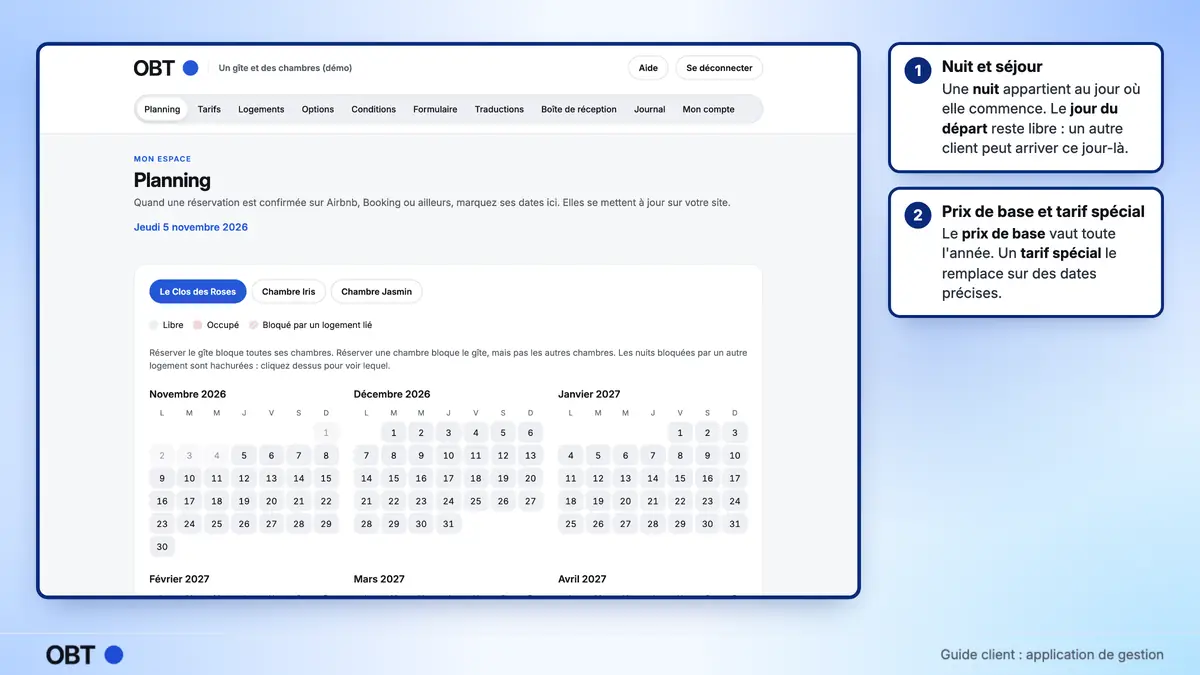 OBT
Un gîte et des chambres (démo)
Aide
Se déconnecter
Planning Tarifs Logements Options Conditions Formulaire Traductions Boîte de réception Journal Mon compte
MON ESPACE
Planning
Quand une réservation est confirmée sur Airbnb, Booking ou ailleurs, marquez ses dates ici. Elles se mettent à jour sur votre site.
Jeudi 5 novembre 2026
Le Clos des Roses Chambre Iris Chambre Jasmin
Libre Occupé Bloqué par un logement lié
Réserver le gîte bloque toutes ses chambres. Réserver une chambre bloque le gîte, mais pas les autres chambres. Les nuits bloquées par un autre
logement sont hachurées : cliquez dessus pour voir lequel.
Novembre 2026
L M M J V S D
1
2 3 4 5 6 7 8
9 10 11 12 13 14 15
16 17 18 19 20 21 22
23 24 25 26 27 28 29
30
Décembre 2026
L M M J V S D
1 2 3 4 5 6
7 8 9 10 11 12 13
14 15 16 17 18 19 20
21 22 23 24 25 26 27
28 29 30 31
Janvier 2027
L M M J V S D
1 2 3
4 5 6 7 8 9 10
11 12 13 14 15 16 17
18 19 20 21 22 23 24
25 26 27 28 29 30 31
Février 2027
Mars 2027
Avril 2027
1
Nuit et séjour
Une nuit appartient au jour où
elle commence. Le jour du
départ reste libre : un autre
client peut arriver ce jour-là.
2
Prix de base et tarif spécial
Le prix de base vaut toute
l'année. Un tarif spécial le
remplace sur des dates
précises.
OBT
Guide client : application de gestion